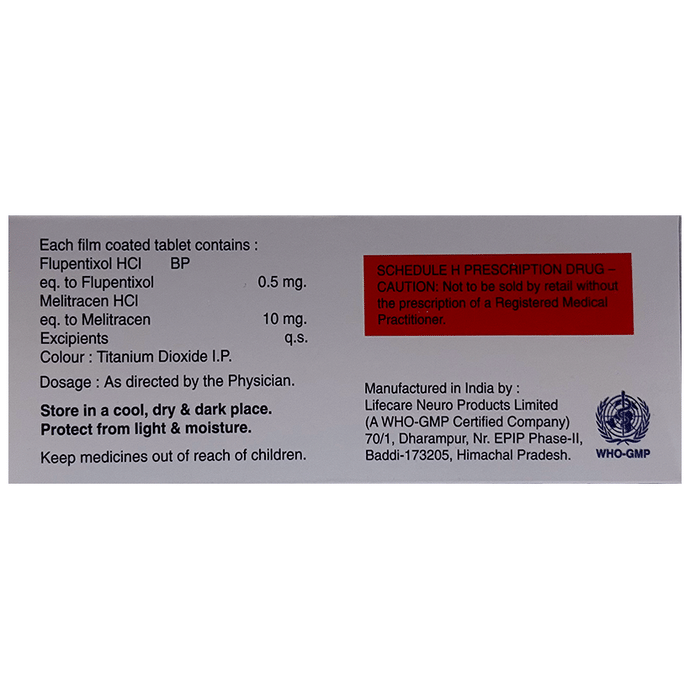 Each film coated tablet contains :
Flupentixol HCl BP
eq. to Flupentixol 0.5 mg.
Melitracen HCl
eq. to Melitracen 10 mg.
Excipients q.s.
Colour : Titanium Dioxide I.P.
Dosage : As directed by the Physician.
Store in a cool, dry & dark place.
Protect from light & moisture.
Keep medicines out of reach of children.
SCHEDULE H PRESCRIPTION DRUG –
CAUTION: Not to be sold by retail without
the prescription of a Registered Medical
Practitioner.
Manufactured in India by :
Lifecare Neuro Products Limited
(A WHO-GMP Certified Company)
70/1, Dharampur, Nr. EPIP Phase-II,
Baddi-173205, Himachal Pradesh.
WHO-GMP